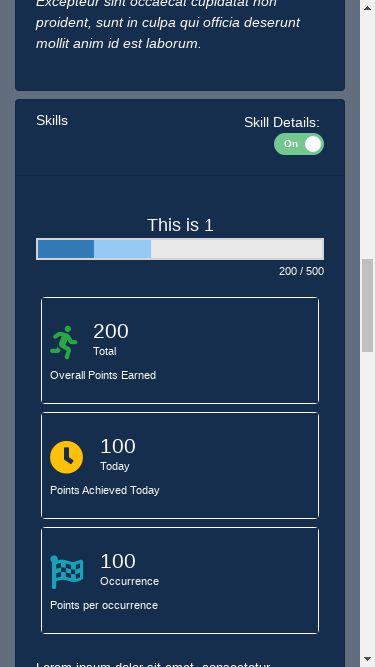 Excepteur sint occaecat cupidatat non
proident, sunt in culpa qui officia deserunt
mollit anim id est laborum.
Skills
Skill Details:
On
This is 1
200 / 500
200
Total
Overall Points Earned
100
Today
Points Achieved Today
100
Occurrence
Points per occurrence
Lorem ipsum dolor sit amet, consectetur